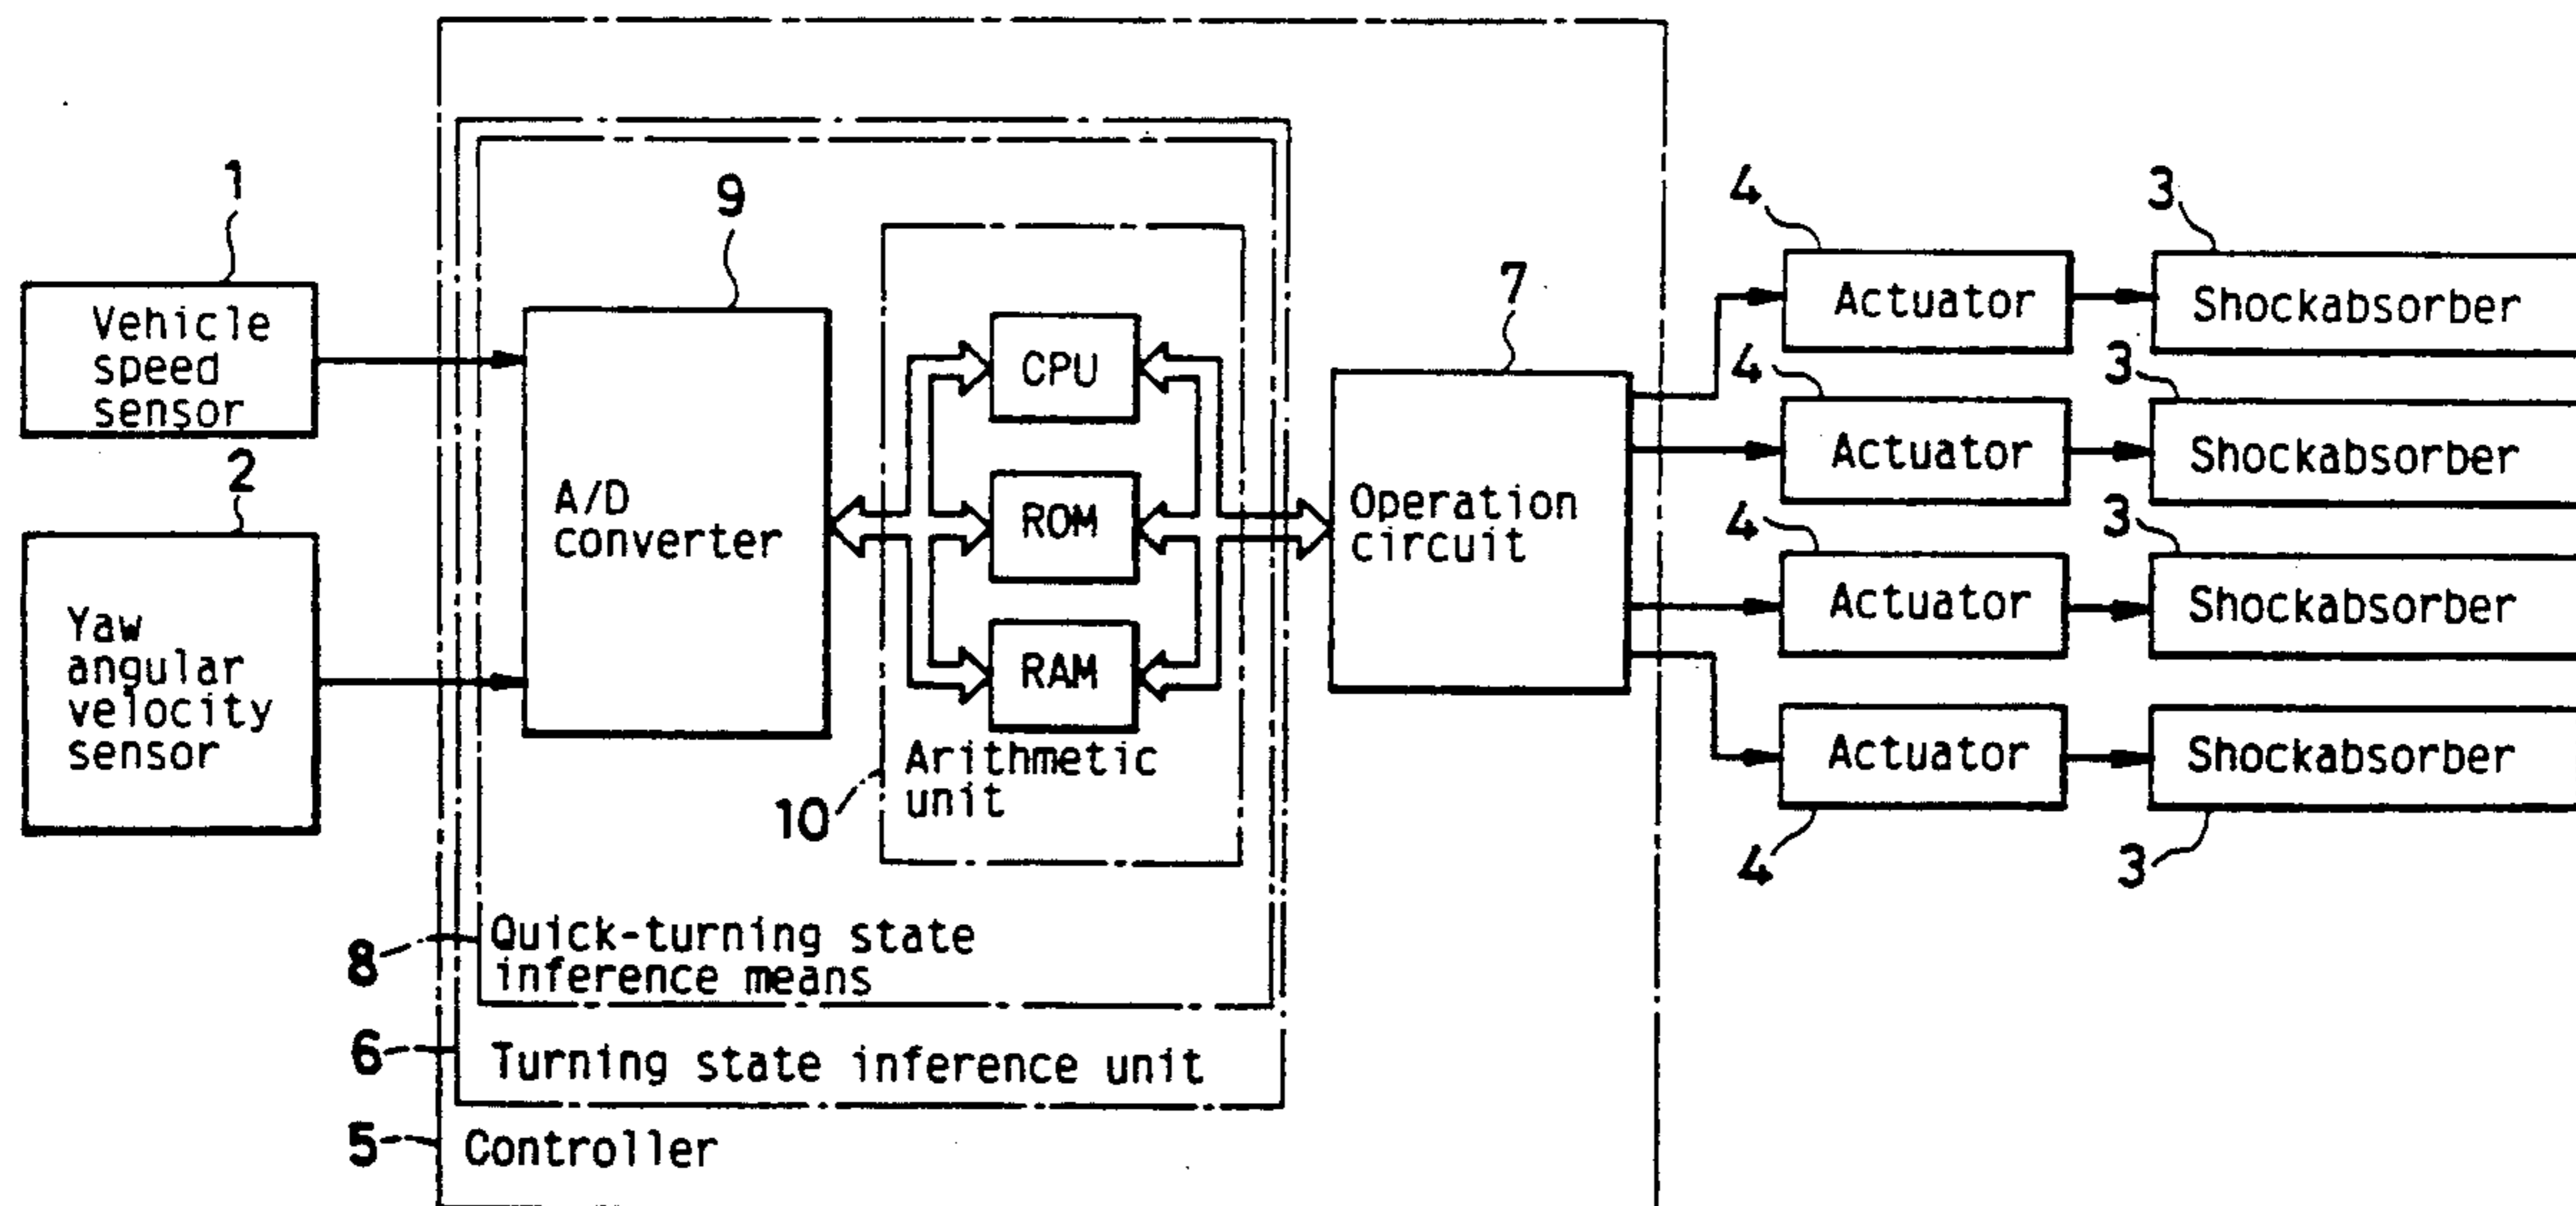 1
Vehicle
speed
sensor
2
Yaw
angular
velocity
sensor
9
A/D
converter
CPU
ROM
RAM
Arithmetic
unit
10
7
Operation
circuit
8
Quick-turning state
inference means
6
Turning state inference unit
5
Controller
4
Actuator
3
Shockabsorber
4
Actuator
3
Shockabsorber
4
Actuator
3
Shockabsorber
Actuator
4
Shockabsorber
3